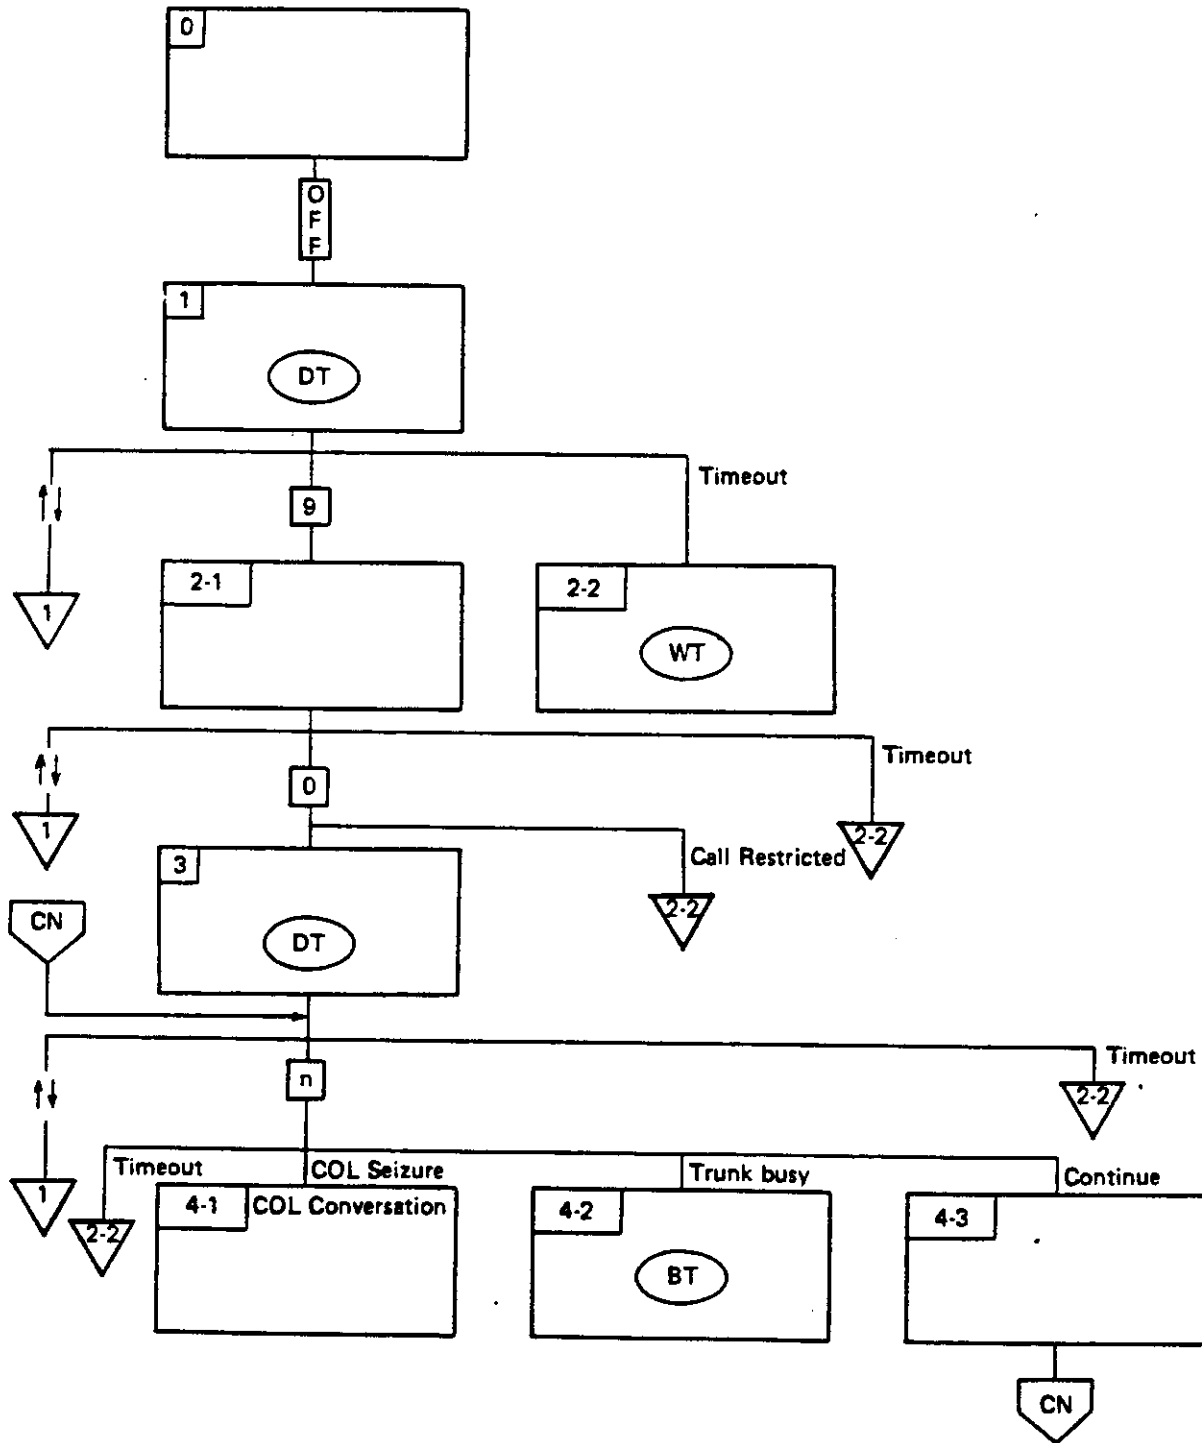 0
O
F
F
1
DT
Timeout
9
1
2-1
2-2
WT
Timeout
0
1
2-2
Call Restricted
2-2
3
CN
DT
Timeout
n
2-2
Timeout
COL Seizure
Trunk busy
Continue
1
2-2
4-1
COL Conversation
4-2
4-3
BT
CN